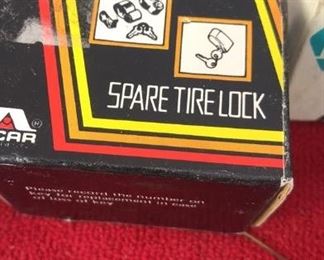 SPARE TIRE LOCK
A®
CAR
Please record the number on
key for replacement in case
of loss of key